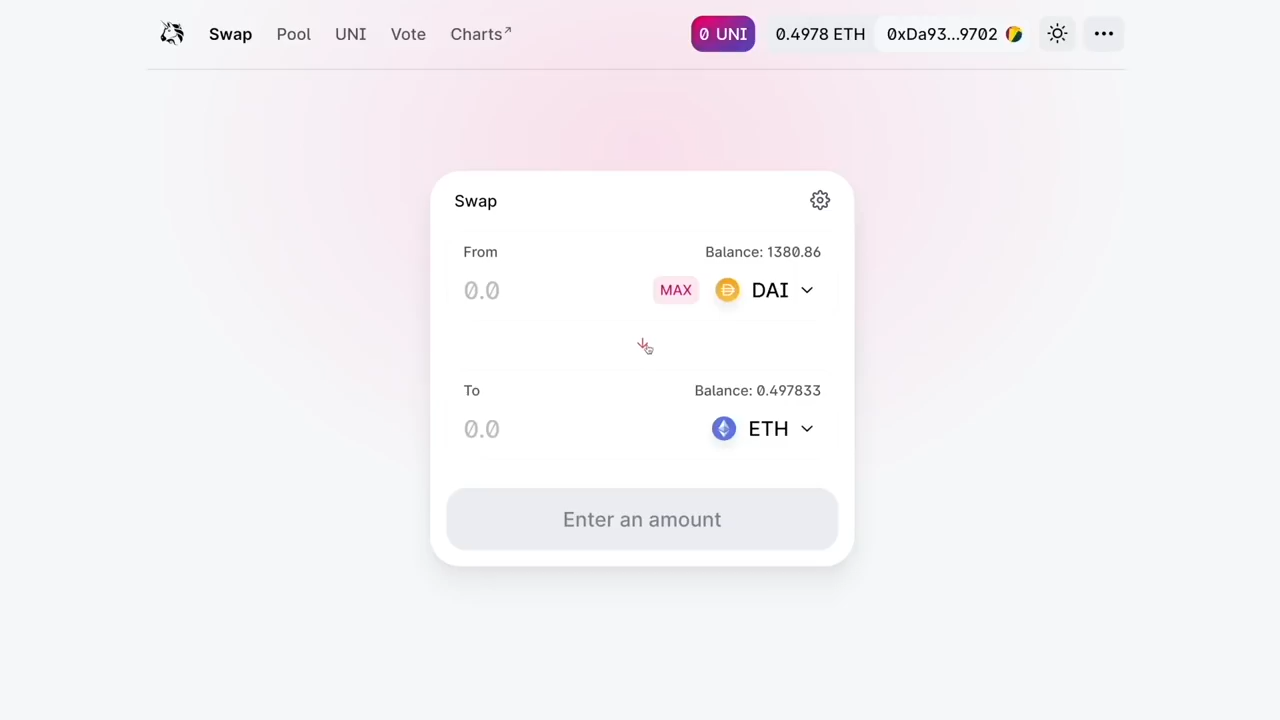 Swap Pool UNI Vote Charts↗ 0 UNI 0.4978 ETH 0xDa93...9702
Swap
From Balance: 1380.86
0.0 MAX DAI
To Balance: 0.497833
0.0 ETH
Enter an amount